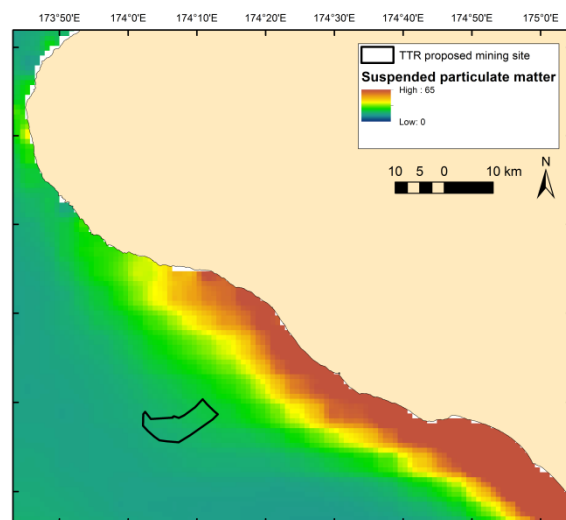 173°50'E 174°0'E 174°10'E 174°20'E 174°30'E 174°40'E 174°50'E 175°0'E
TTR proposed mining site
Suspended particulate matter
High : 65
Low: 0
10 5 0 10 km
N